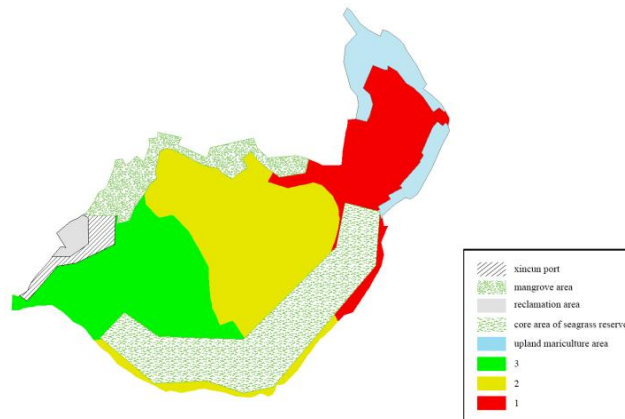 xincun port
mangrove area
reclamation area
core area of seagrass reserve
upland mariculture area
3
2
1